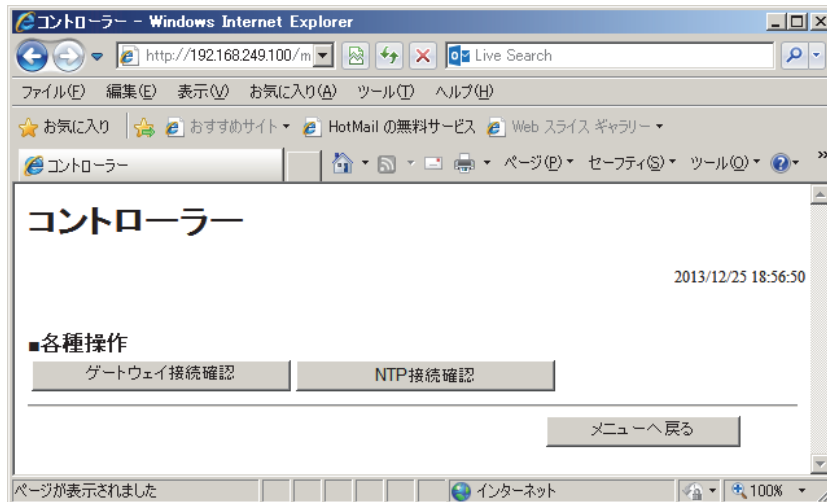 コントローラー - Windows Internet Explorer
http://192.168.249.100/m
Live Search
ファイル(F) 編集(E) 表示(V) お気に入り(A) ツール(T) ヘルプ(H)
お気に入り おすすめサイト HotMail の無料サービス Web スライス ギャラリー
コントローラー ページ(P) セーフティ(S) ツール(O) »
コントローラー
2013/12/25 18:56:50
■各種操作
ゲートウェイ接続確認 NTP接続確認
メニューへ戻る
ページが表示されました インターネット 100%